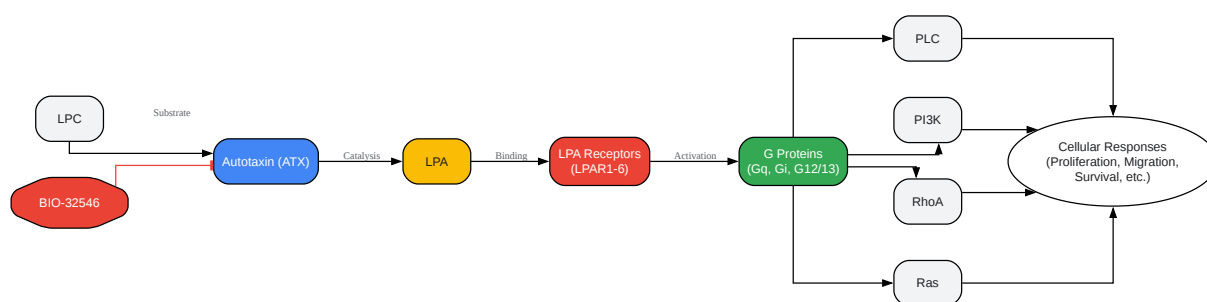 LPC
Substrate
BIO-32546
Autotaxin (ATX)
Catalysis
LPA
Binding
LPA Receptors
(LPAR1-6)
Activation
G Proteins
(Gq, Gi, G12/13)
PLC
PI3K
RhoA
Ras
Cellular Responses
(Proliferation, Migration,
Survival, etc.)